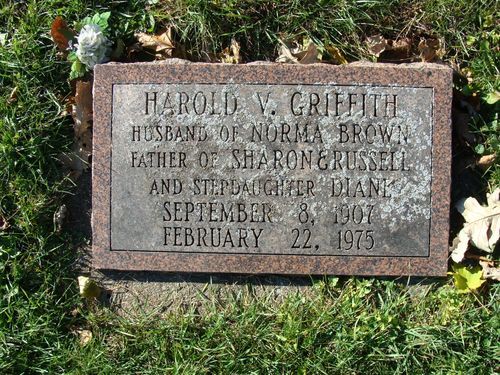 HAROLD V. GRIFFITH
HUSBAND OF NORMA BROWN
FATHER OF SHARON & RUSSELL
AND STEPDAUGHTER DIANE
SEPTEMBER 8, 1907
FEBRUARY 22, 1975